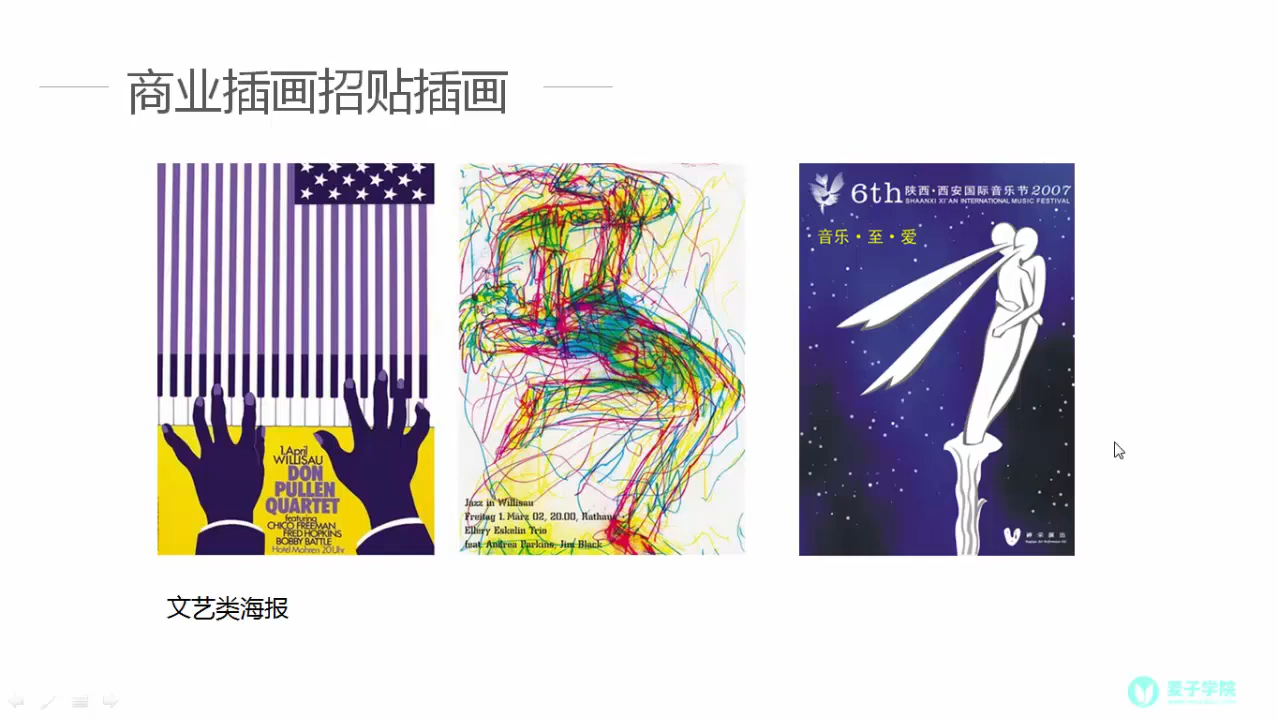 商业插画招贴插画
1.April
WILLISAU
DON
PULLEN
QUARTET
featuring
CHICO FREEMAN
FRED HOPKINS
BOBBY BATTLE
Hotel Mohren 20Uhr
Jazz in Willisau
Freitag 1. März 02, 20.00, Rathaus
Ellery Eskelin Trio
feat. Andrea Parkins, Jim Black
6th 陕西·西安国际音乐节 2007
SHAANXI XI'AN INTERNATIONAL MUSIC FESTIVAL
音乐·至·爱
文艺类海报
麦子学院